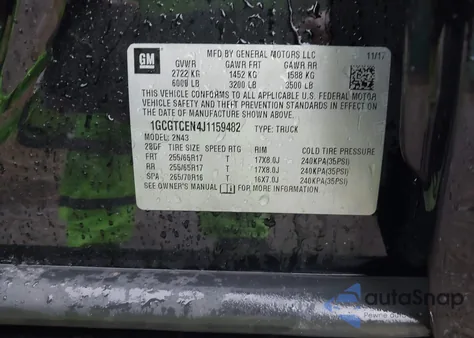 GM
MFD BY GENERAL MOTORS LLC 11/17
GVWR GAWR FRT GAWR RR
2722 KG 1452 KG 1588 KG
6000 LB 3200 LB 3500 LB
THIS VEHICLE CONFORMS TO ALL APPLICABLE U.S. FEDERAL MOTOR
VEHICLE SAFETY AND THEFT PREVENTION STANDARDS IN EFFECT ON
THE DATE OF MANUFACTURE SHOWN ABOVE.
1GCGTCEN4J1159482 TYPE: TRUCK
MODEL: 2N43
TIRE SIZE SPEED RTG RIM COLD TIRE PRESSURE
FRT 255/65R17 T 17X8.0J 240KPA(35PSI)
RR 255/65R17 T 17X8.0J 240KPA(35PSI)
SPA 265/70R16 T 16X7.0J 240KPA(35PSI)
SEE OWNER'S MANUAL FOR MORE INFORMATION.
autoSnap